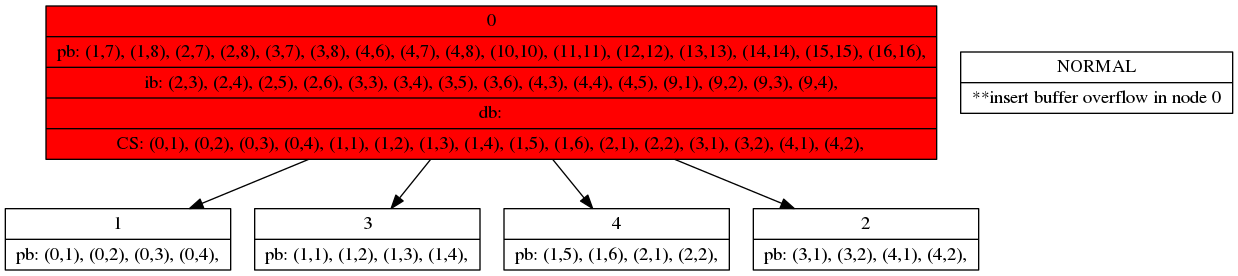 0
pb: (1,7), (1,8), (2,7), (2,8), (3,7), (3,8), (4,6), (4,7), (4,8), (10,10), (11,11), (12,12), (13,13), (14,14), (15,15), (16,16),
ib: (2,3), (2,4), (2,5), (2,6), (3,3), (3,4), (3,5), (3,6), (4,3), (4,4), (4,5), (9,1), (9,2), (9,3), (9,4),
db:
CS: (0,1), (0,2), (0,3), (0,4), (1,1), (1,2), (1,3), (1,4), (1,5), (1,6), (2,1), (2,2), (3,1), (3,2), (4,1), (4,2),
NORMAL
**insert buffer overflow in node 0
1
pb: (0,1), (0,2), (0,3), (0,4),
3
pb: (1,1), (1,2), (1,3), (1,4),
4
pb: (1,5), (1,6), (2,1), (2,2),
2
pb: (3,1), (3,2), (4,1), (4,2),